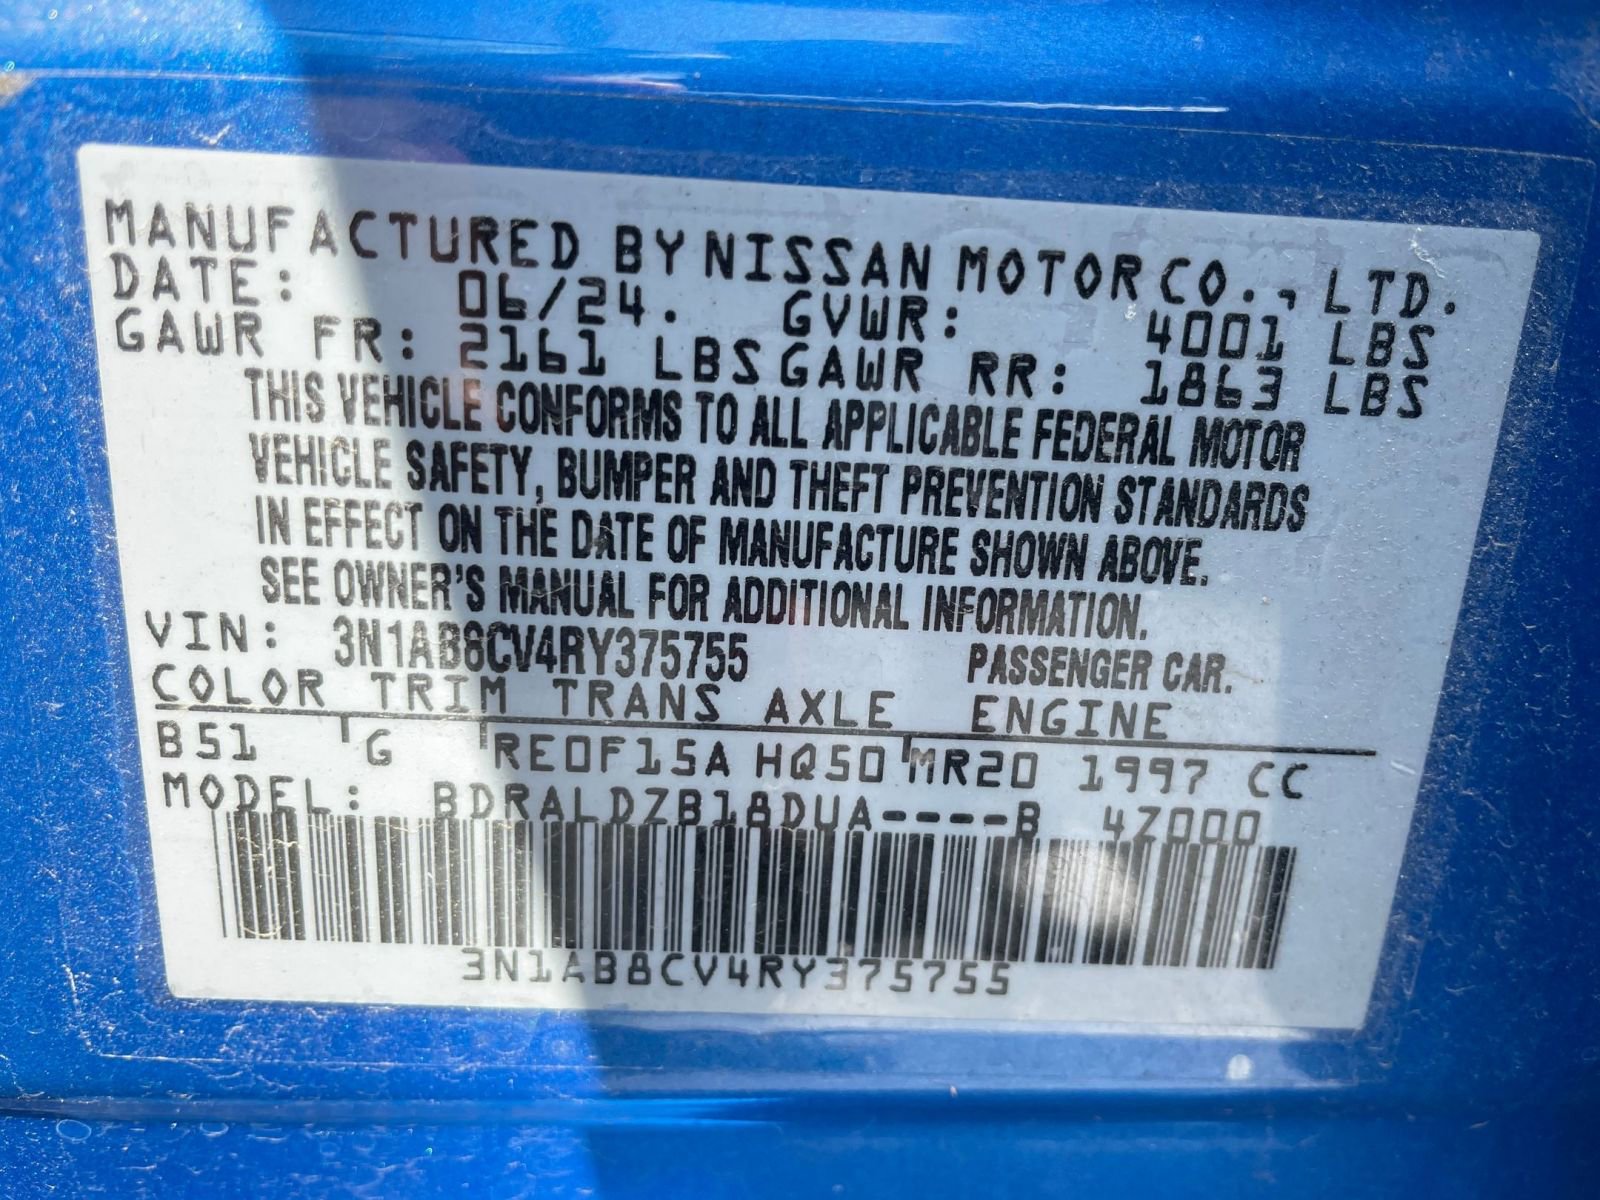 MANUFACTURED BY NISSAN MOTOR CO., LTD.
DATE: 06/24. GVWR: 4001 LBS
GAWR FR: 2161 LBS GAWR RR: 1863 LBS
THIS VEHICLE CONFORMS TO ALL APPLICABLE FEDERAL MOTOR
VEHICLE SAFETY, BUMPER AND THEFT PREVENTION STANDARDS
IN EFFECT ON THE DATE OF MANUFACTURE SHOWN ABOVE.
SEE OWNER'S MANUAL FOR ADDITIONAL INFORMATION.
VIN: 3N1AB8CV4RY375755 PASSENGER CAR.
COLOR TRIM TRANS AXLE ENGINE
B51 G RE0F15A HQ50 MR20 1997 CC
MODEL: BDRALDZB18DUA----B 4Z000
3N1AB8CV4RY375755